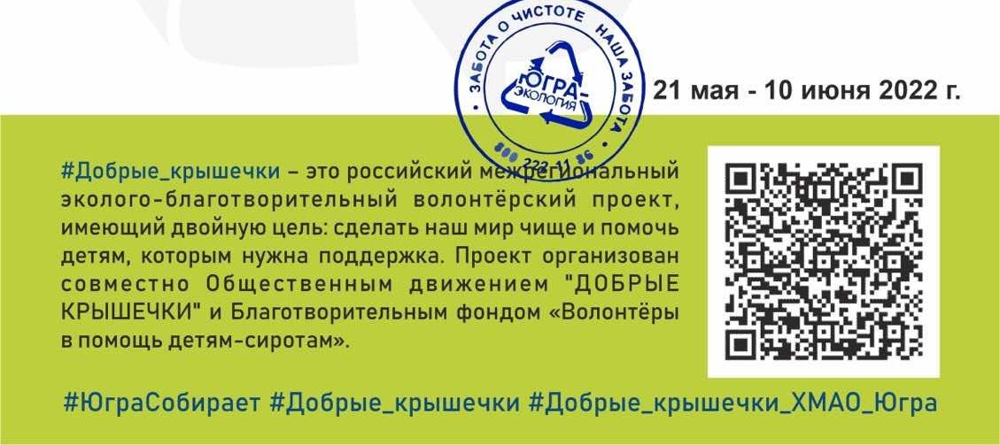 • ЗАБОТА О ЧИСТОТЕ НАША ЗАБОТА •
ЮГРА-
ЭКОЛОГИЯ
800 222-11 86
21 мая - 10 июня 2022 г.
#Добрые_крышечки – это российский межрегиональный
эколого-благотворительный волонтёрский проект,
имеющий двойную цель: сделать наш мир чище и помочь
детям, которым нужна поддержка. Проект организован
совместно Общественным движением "ДОБРЫЕ
КРЫШЕЧКИ" и Благотворительным фондом «Волонтёры
в помощь детям-сиротам».
#ЮграСобирает #Добрые_крышечки #Добрые_крышечки_ХМАО_Югра